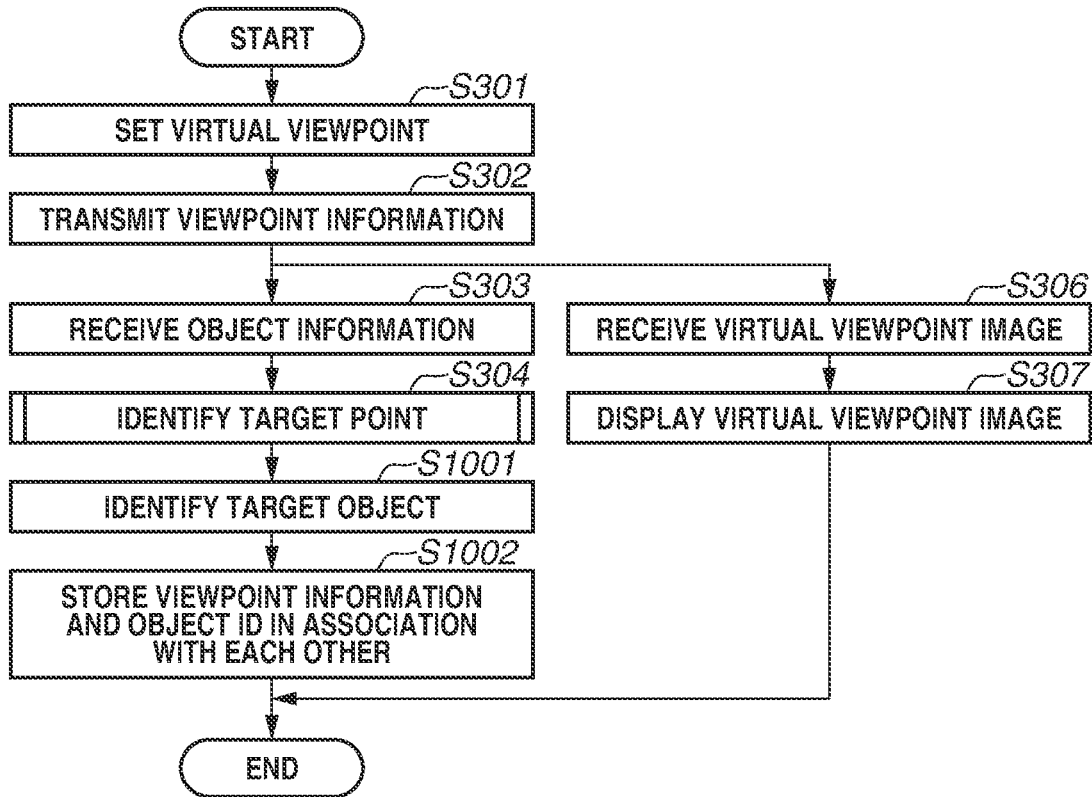 START
S301
SET VIRTUAL VIEWPOINT
S302
TRANSMIT VIEWPOINT INFORMATION
S303
RECEIVE OBJECT INFORMATION
S304
IDENTIFY TARGET POINT
S1001
IDENTIFY TARGET OBJECT
S1002
STORE VIEWPOINT INFORMATION
AND OBJECT ID IN ASSOCIATION
WITH EACH OTHER
S306
RECEIVE VIRTUAL VIEWPOINT IMAGE
S307
DISPLAY VIRTUAL VIEWPOINT IMAGE
END